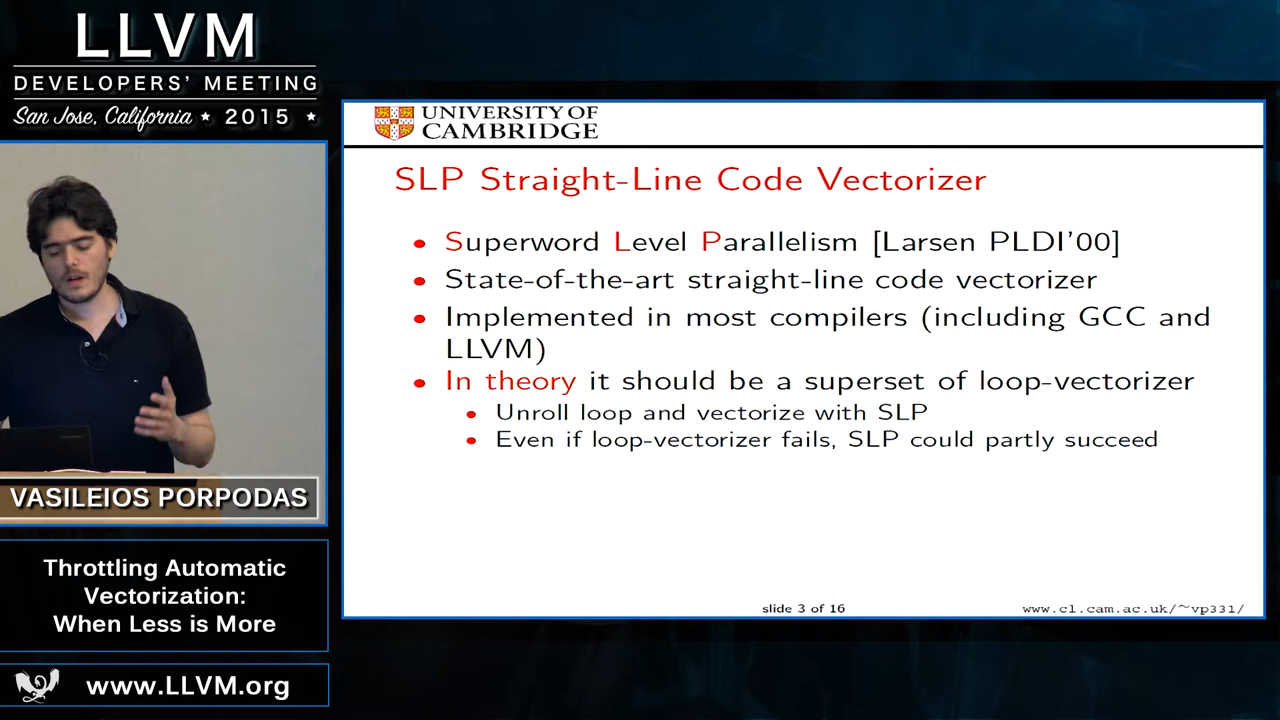 LLVM
DEVELOPERS' MEETING
San Jose, California ★ 2015 ★
VASILEIOS PORPODAS
Throttling Automatic
Vectorization:
When Less is More
www.LLVM.org
UNIVERSITY OF
CAMBRIDGE
SLP Straight-Line Code Vectorizer
• Superword Level Parallelism [Larsen PLDI'00]
• State-of-the-art straight-line code vectorizer
• Implemented in most compilers (including GCC and
LLVM)
• In theory it should be a superset of loop-vectorizer
• Unroll loop and vectorize with SLP
• Even if loop-vectorizer fails, SLP could partly succeed
slide 3 of 16
www.cl.cam.ac.uk/~vp331/